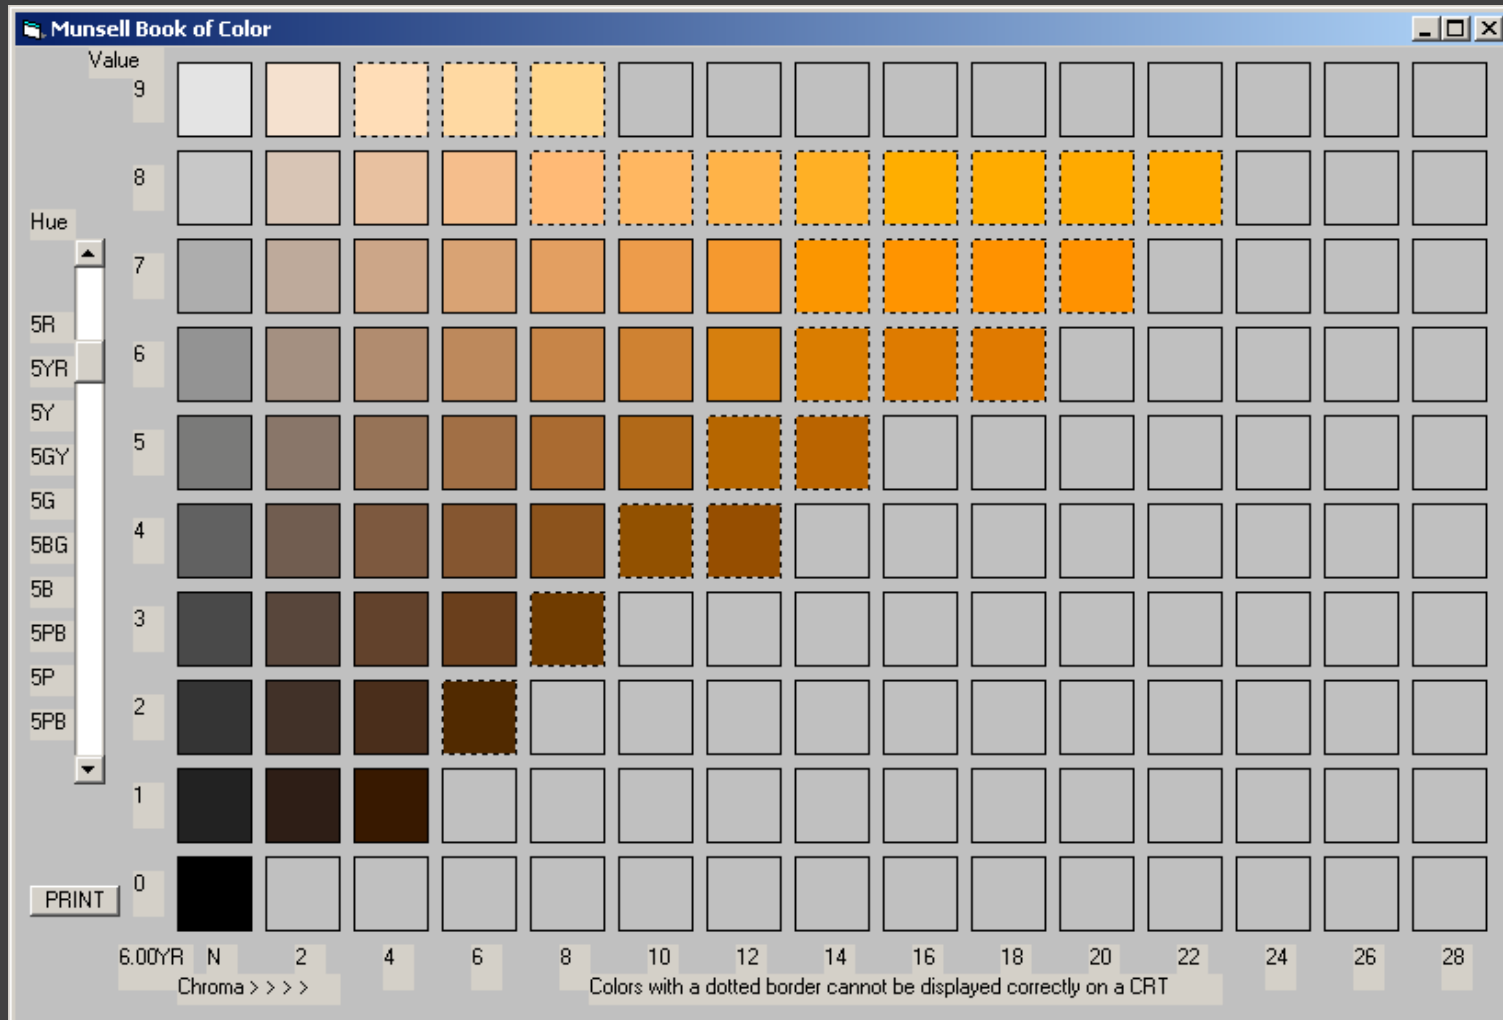 Munsell Book of Color
Value
9
8
Hue
7
5R
6
5YR
5Y
5
5GY
5G
4
5BG
5B
3
5PB
5P
2
5PB
1
0
PRINT
6.00YR N 2 4 6 8 10 12 14 16 18 20 22 24 26 28
Chroma > > > > Colors with a dotted border cannot be displayed correctly on a CRT